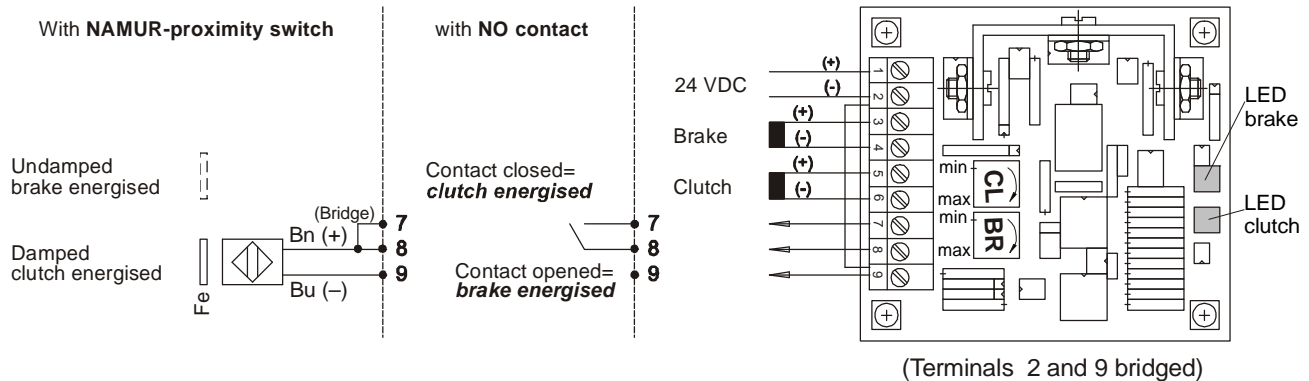 With NAMUR-proximity switch
Undamped
brake energised
Damped
clutch energised
Fe
(Bridge)
Bn (+)
Bu (–)
7
8
9
with NO contact
Contact closed=
clutch energised
Contact opened=
brake energised
7
8
9
24 VDC
Brake
Clutch
(+)
(-)
(+)
(-)
(+)
(-)
1
2
3
4
5
6
7
8
9
min
CL
max
min
BR
max
LED
brake
LED
clutch
(Terminals 2 and 9 bridged)